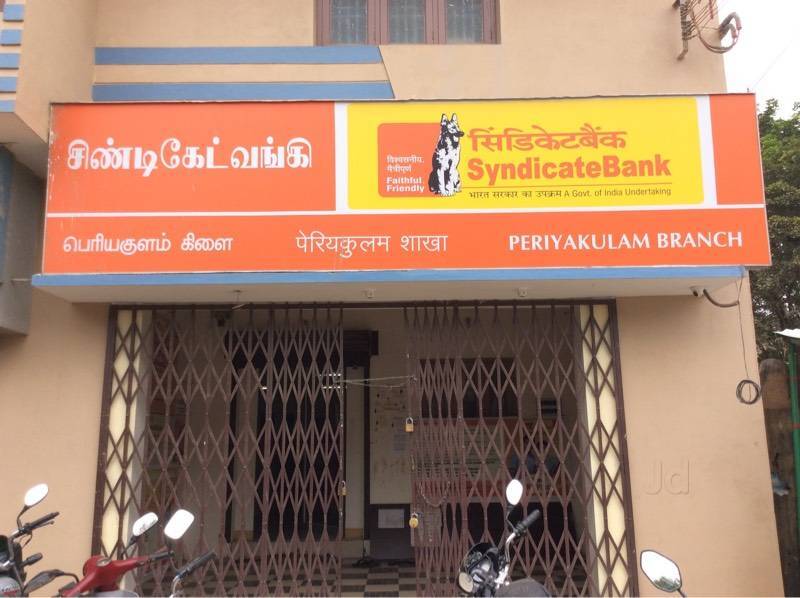 சிண்டிகேட் வங்கி
विश्वसनीय.
मैत्रीपूर्ण
Faithful
Friendly
सिंडिकेटबैंक
SyndicateBank
भारत सरकार का उपक्रम A Govt. of India Undertaking
பெரியகுளம் கிளை
पेरियकुलम शाखा
PERIYAKULAM BRANCH
Jd